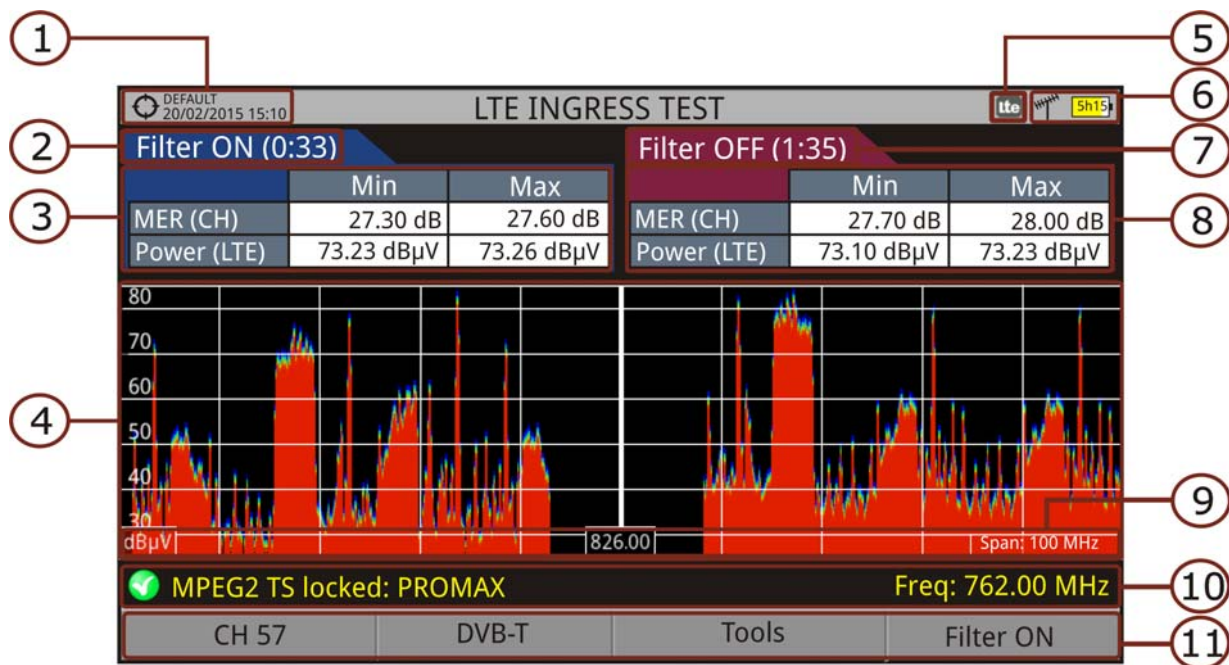 1
5
6
DEFAULT
20/02/2015 15:10
LTE INGRESS TEST
lte
5h15
2
Filter ON (0:33)
Filter OFF (1:35)
7
3
Min Max
MER (CH) 27.30 dB 27.60 dB
Power (LTE) 73.23 dBµV 73.26 dBµV
Min Max
MER (CH) 27.70 dB 28.00 dB
Power (LTE) 73.10 dBµV 73.23 dBµV
8
4
80
70
60
50
40
30
dBµV
826.00
Span: 100 MHz
9
MPEG2 TS locked: PROMAX
Freq: 762.00 MHz
10
CH 57
DVB-T
Tools
Filter ON
11